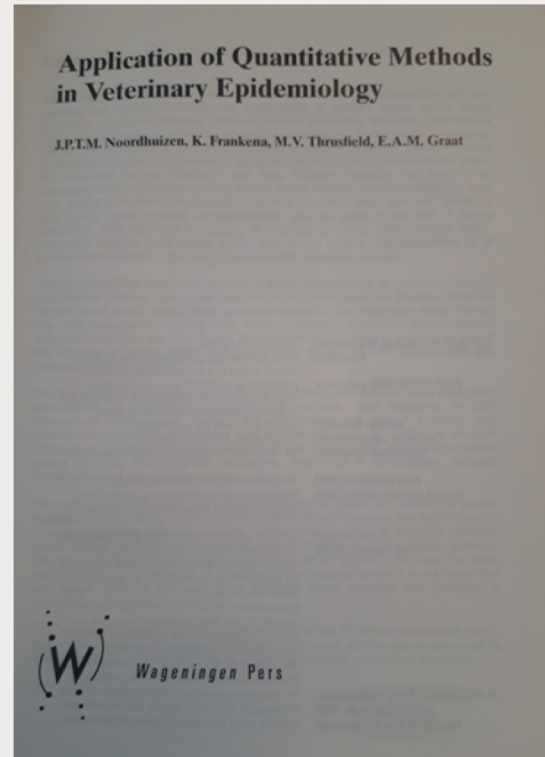 Application of Quantitative Methods
in Veterinary Epidemiology
J.P.T.M. Noordhuizen, K. Frankena, M.V. Thrusfield, E.A.M. Graat
(W)
Wageningen Pers